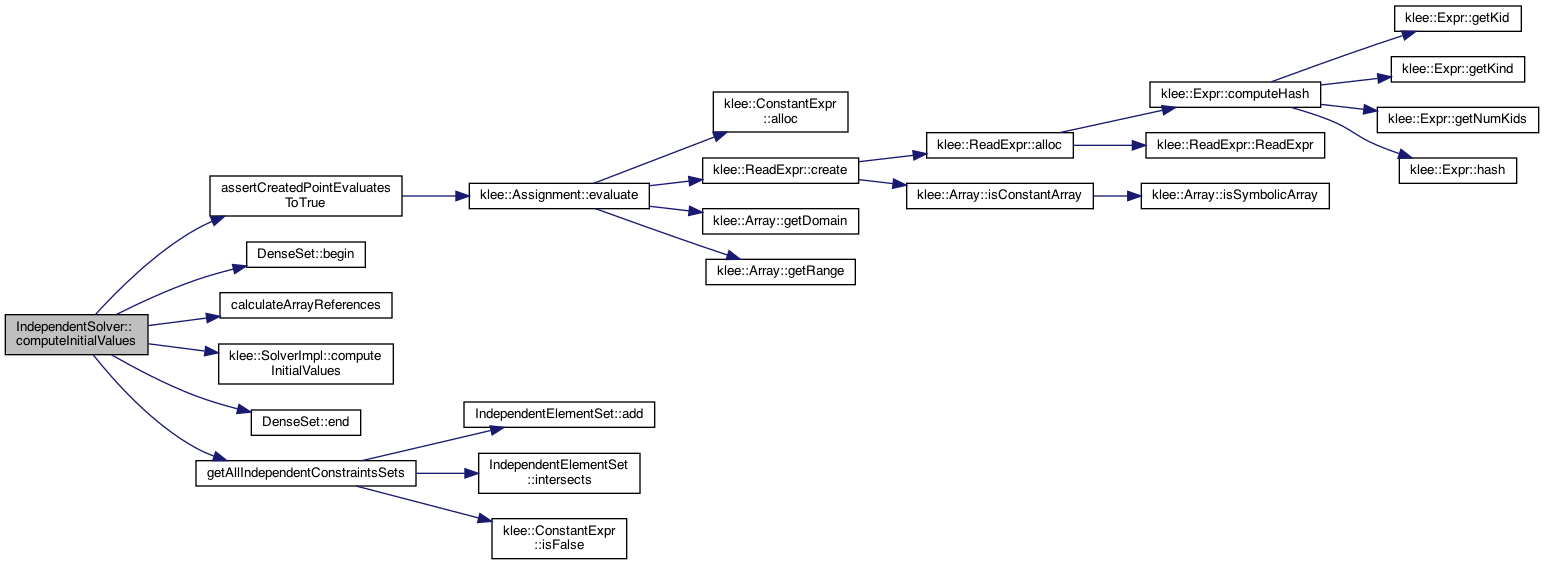 IndependentSolver::
computeInitialValues
assertCreatedPointEvaluates
ToTrue
DenseSet::begin
calculateArrayReferences
klee::SolverImpl::compute
InitialValues
DenseSet::end
getAllIndependentConstraintsSets
klee::Assignment::evaluate
IndependentElementSet::add
IndependentElementSet
::intersects
klee::ConstantExpr
::isFalse
klee::ConstantExpr
::alloc
klee::ReadExpr::create
klee::Array::getDomain
klee::Array::getRange
klee::ReadExpr::alloc
klee::Array::isConstantArray
klee::Expr::computeHash
klee::ReadExpr::ReadExpr
klee::Array::isSymbolicArray
klee::Expr::getKid
klee::Expr::getKind
klee::Expr::getNumKids
klee::Expr::hash